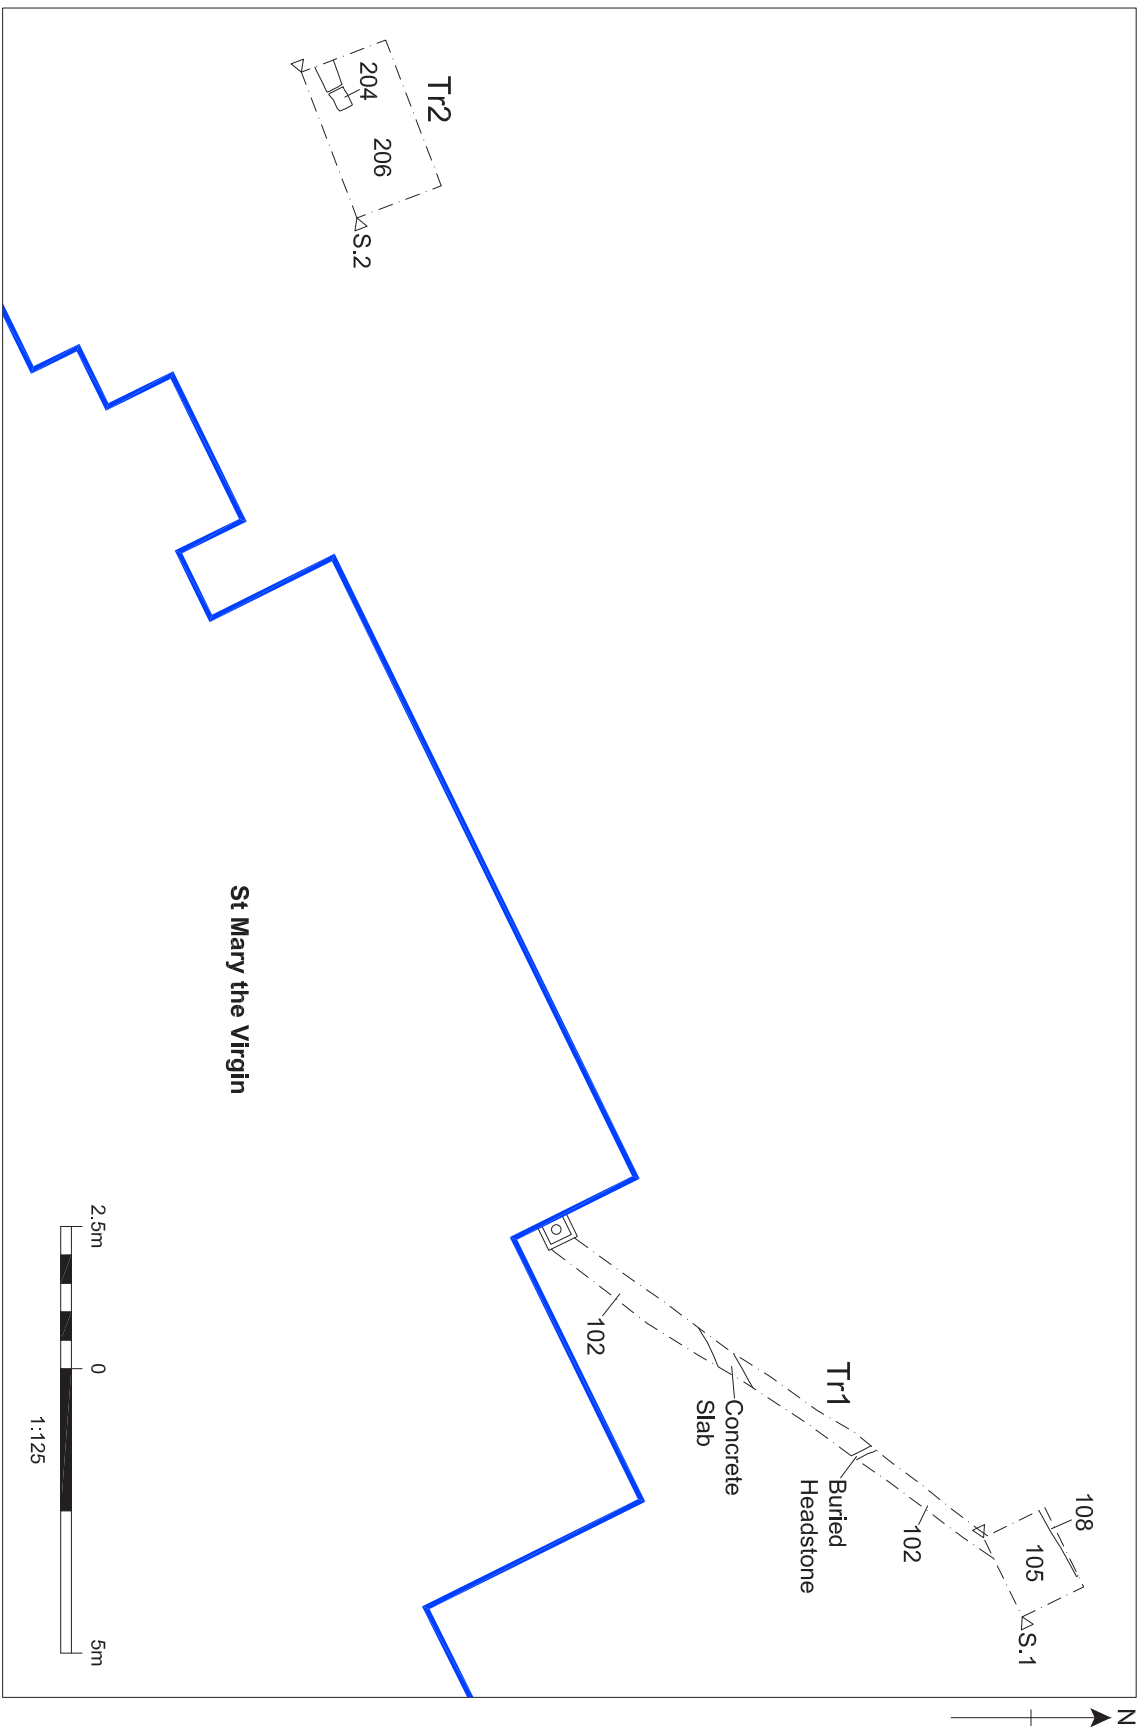 N
Tr1
108
105
S.1
102
Buried
Headstone
Concrete
Slab
102
Tr2
204
206
S.2
St Mary the Virgin
2.5m
0
5m
1:125